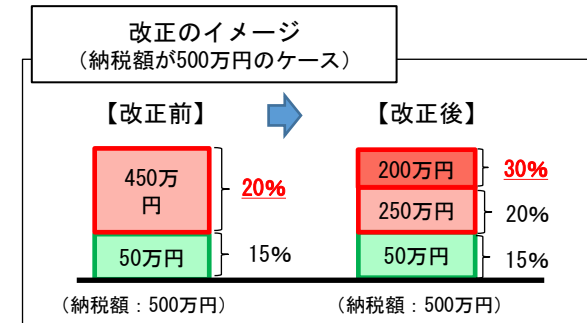 改正のイメージ
（納税額が500万円のケース）
【改正前】
【改正後】
450万
円
20%
50万円
15%
（納税額：500万円）
200万円
30%
250万円
20%
50万円
15%
（納税額：500万円）